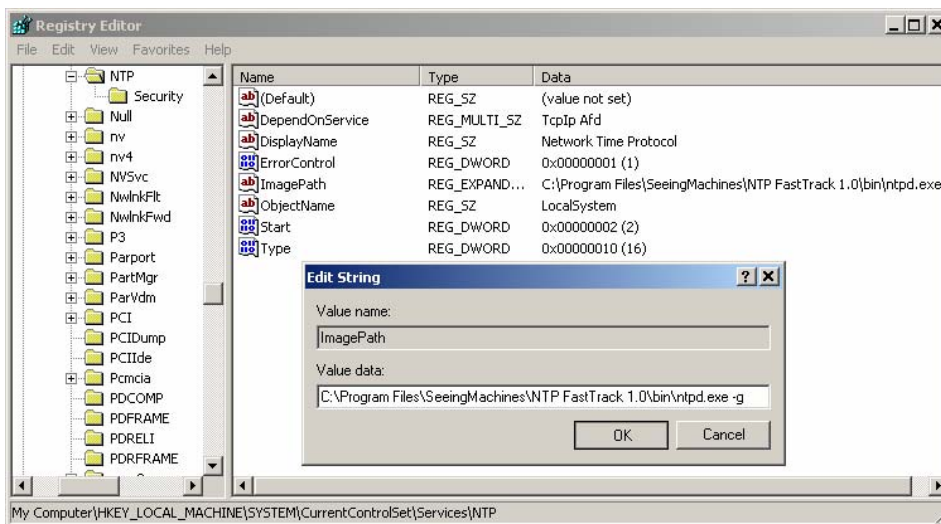 Registry Editor
File Edit View Favorites Help
NTP
Security
Null
nv
nv4
NVSvc
NwlnkFlt
NwlnkFwd
P3
Parport
PartMgr
ParVdm
PCI
PCIDump
PCIIde
Pcmcia
PDCOMP
PDFRAME
PDRELI
PDRFRAME
Name Type Data
(Default) REG_SZ (value not set)
DependOnService REG_MULTI_SZ TcpIp Afd
DisplayName REG_SZ Network Time Protocol
ErrorControl REG_DWORD 0x00000001 (1)
ImagePath REG_EXPAND... C:\Program Files\SeeingMachines\NTP FastTrack 1.0\bin\ntpd.exe
ObjectName REG_SZ LocalSystem
Start REG_DWORD 0x00000002 (2)
Type REG_DWORD 0x00000010 (16)
Edit String
Value name:
ImagePath
Value data:
C:\Program Files\SeeingMachines\NTP FastTrack 1.0\bin\ntpd.exe -g
OK Cancel
My Computer\HKEY_LOCAL_MACHINE\SYSTEM\CurrentControlSet\Services\NTP